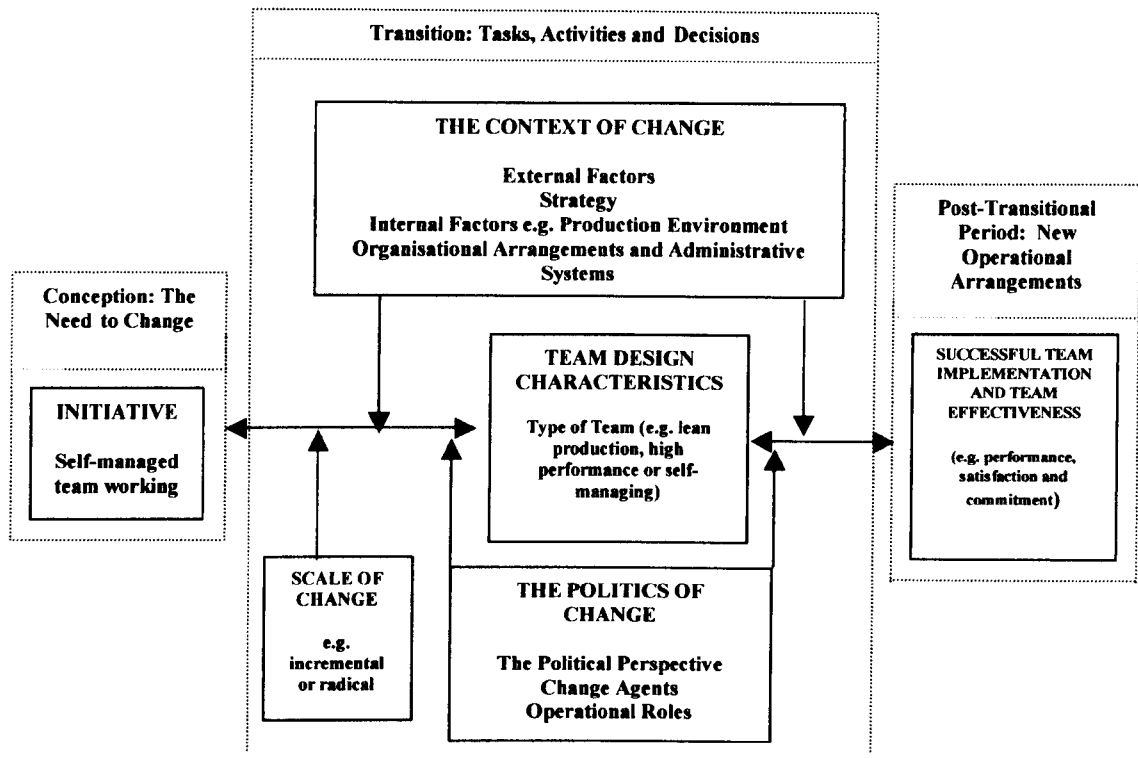 Transition: Tasks, Activities and Decisions
THE CONTEXT OF CHANGE
External Factors
Strategy
Internal Factors e.g. Production Environment
Organisational Arrangements and Administrative
Systems
Conception: The
Need to Change
INITIATIVE
Self-managed
team working
TEAM DESIGN
CHARACTERISTICS
Type of Team (e.g. lean
production, high
performance or self-
managing)
SCALE OF
CHANGE
e.g.
incremental
or radical
THE POLITICS OF
CHANGE
The Political Perspective
Change Agents
Operational Roles
Post-Transitional
Period: New
Operational
Arrangements
SUCCESSFUL TEAM
IMPLEMENTATION
AND TEAM
EFFECTIVENESS
(e.g. performance,
satisfaction and
commitment)